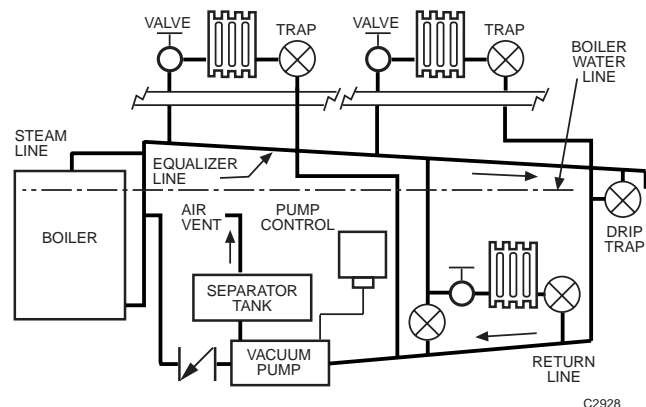 VALVE
TRAP
VALVE
TRAP
BOILER
WATER
LINE
STEAM
LINE
EQUALIZER
LINE
BOILER
AIR
VENT
PUMP
CONTROL
DRIP
TRAP
SEPARATOR
TANK
VACUUM
PUMP
RETURN
LINE
C2928